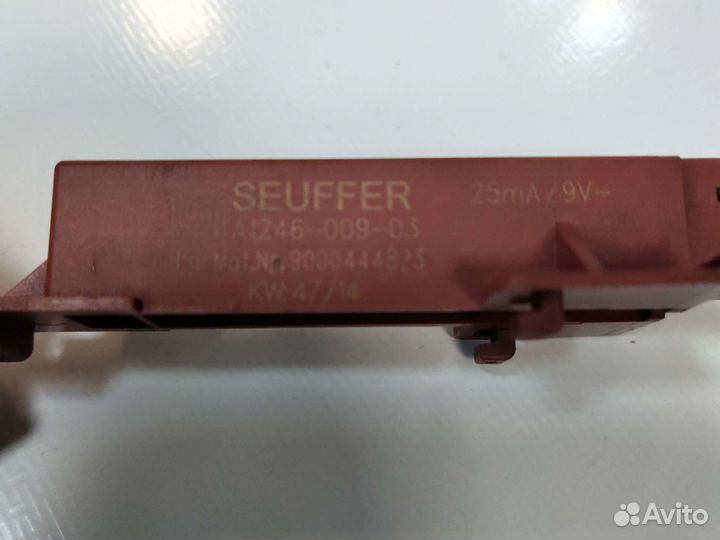 SEUFFER
25mA/9V-
A1246-009-03
BSH Mat.Nr.9000444823
KW 47/14
Avito